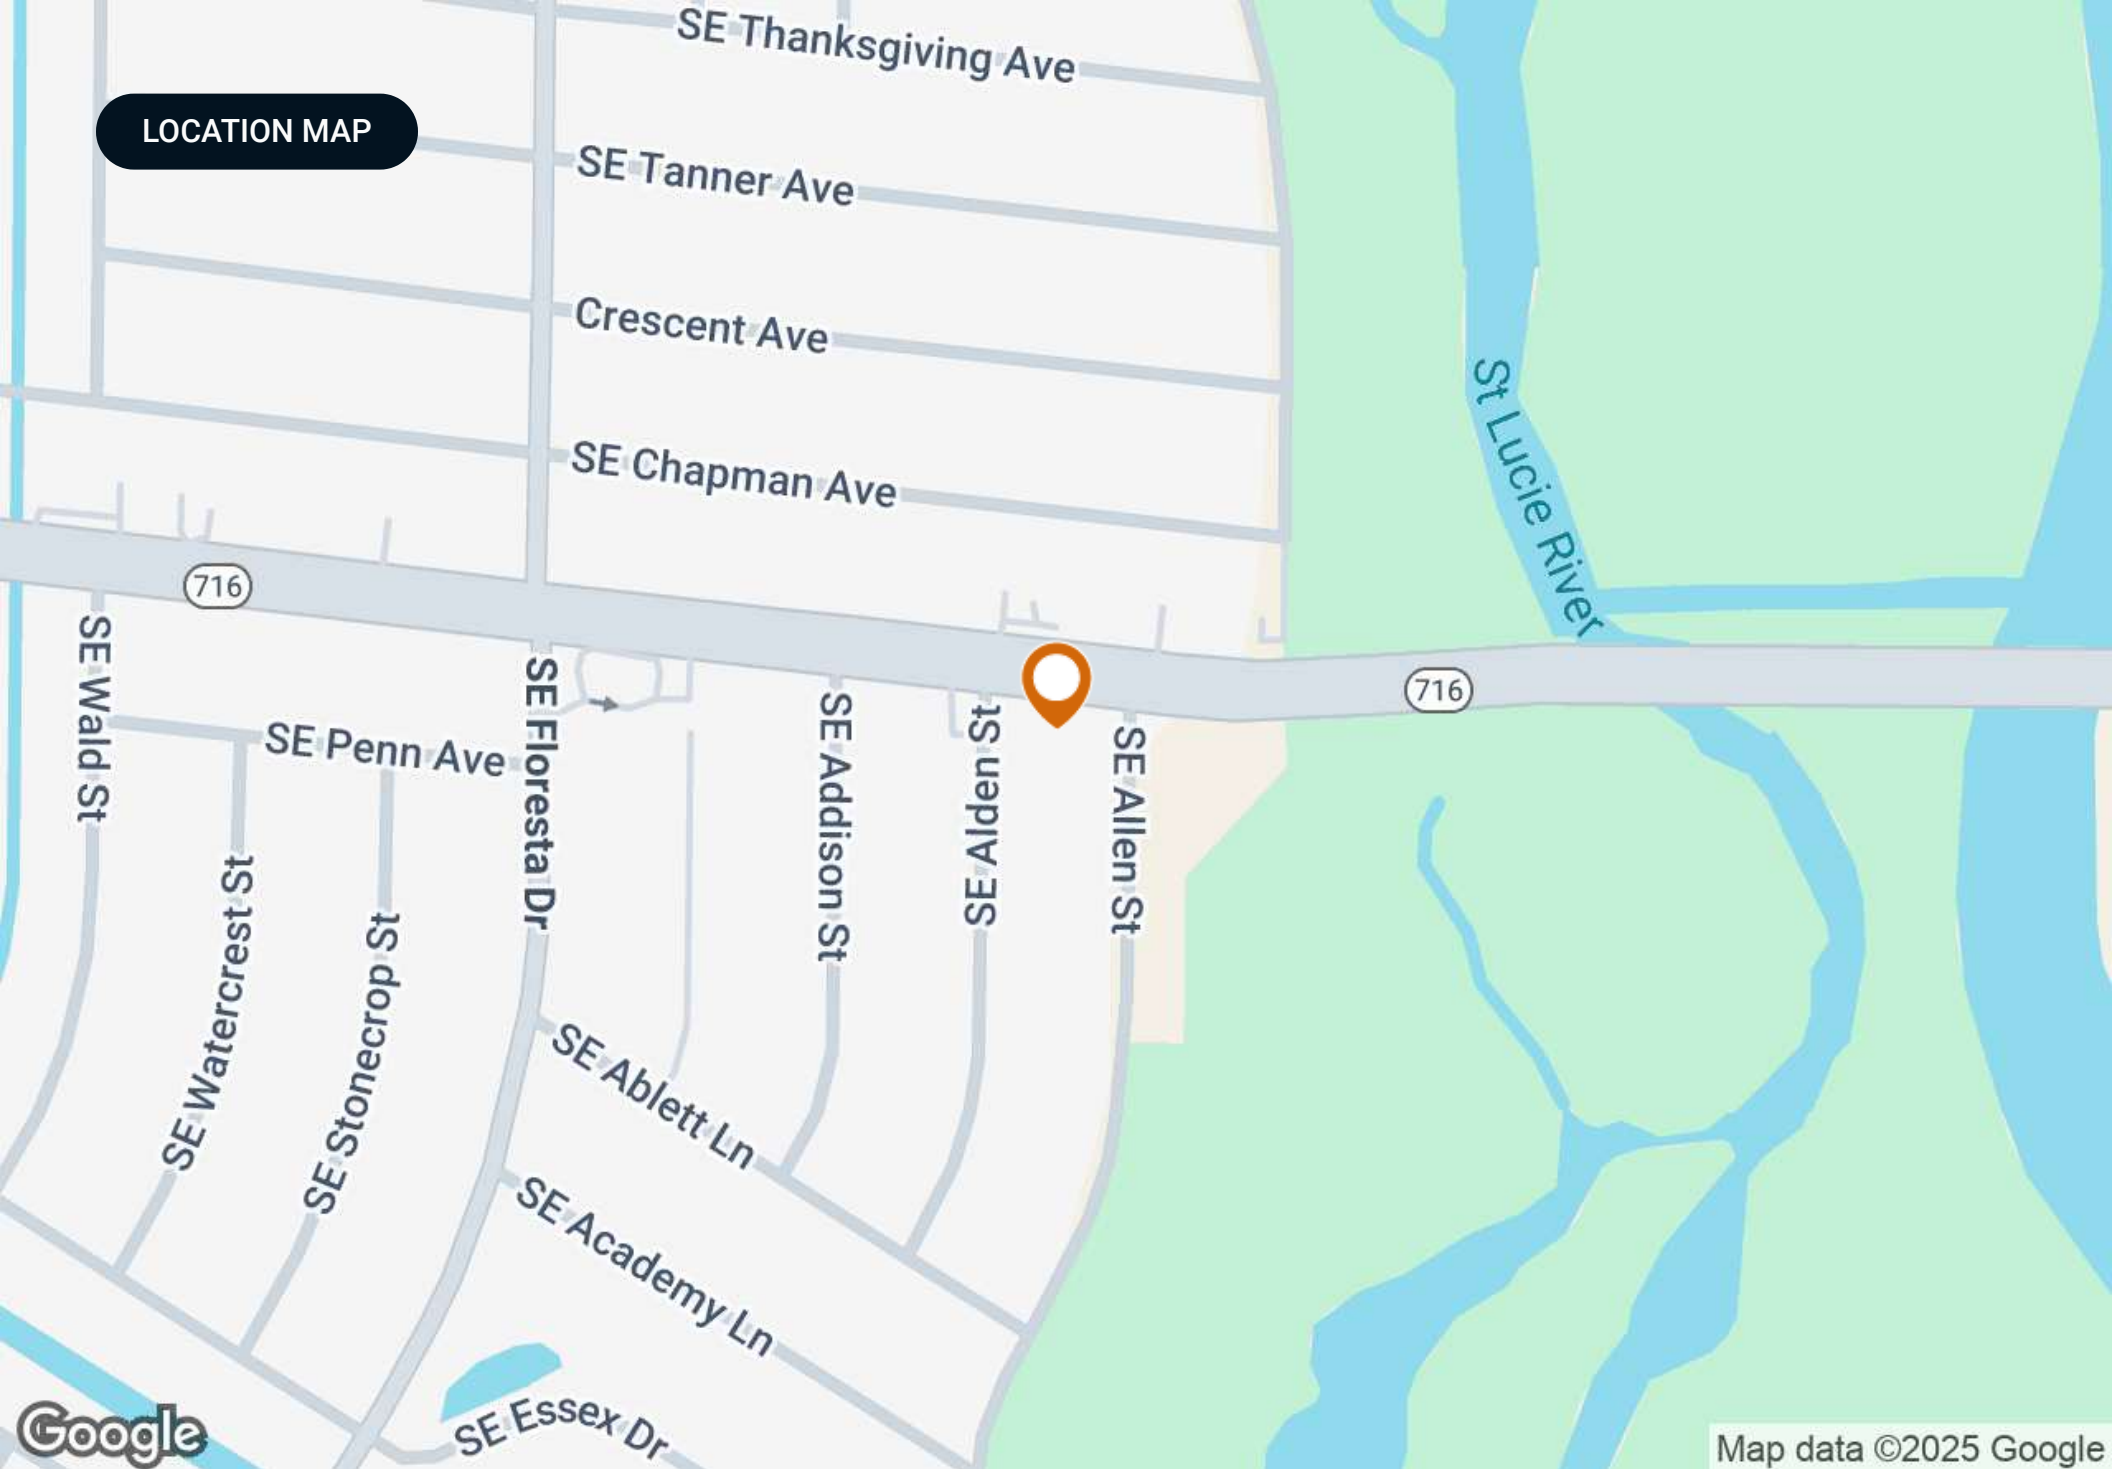 SE Thanksgiving Ave
LOCATION MAP
SE Tanner Ave
Crescent Ave
St Lucie River
SE Chapman Ave
716
716
SE Wald St
SE Penn Ave
SE Floresta Dr
SE Addison St
SE Alden St
SE Allen St
SE Watercrest St
SE Stonecrop St
SE Ablett Ln
SE Academy Ln
SE Essex Dr
Google
Map data ©2025 Google